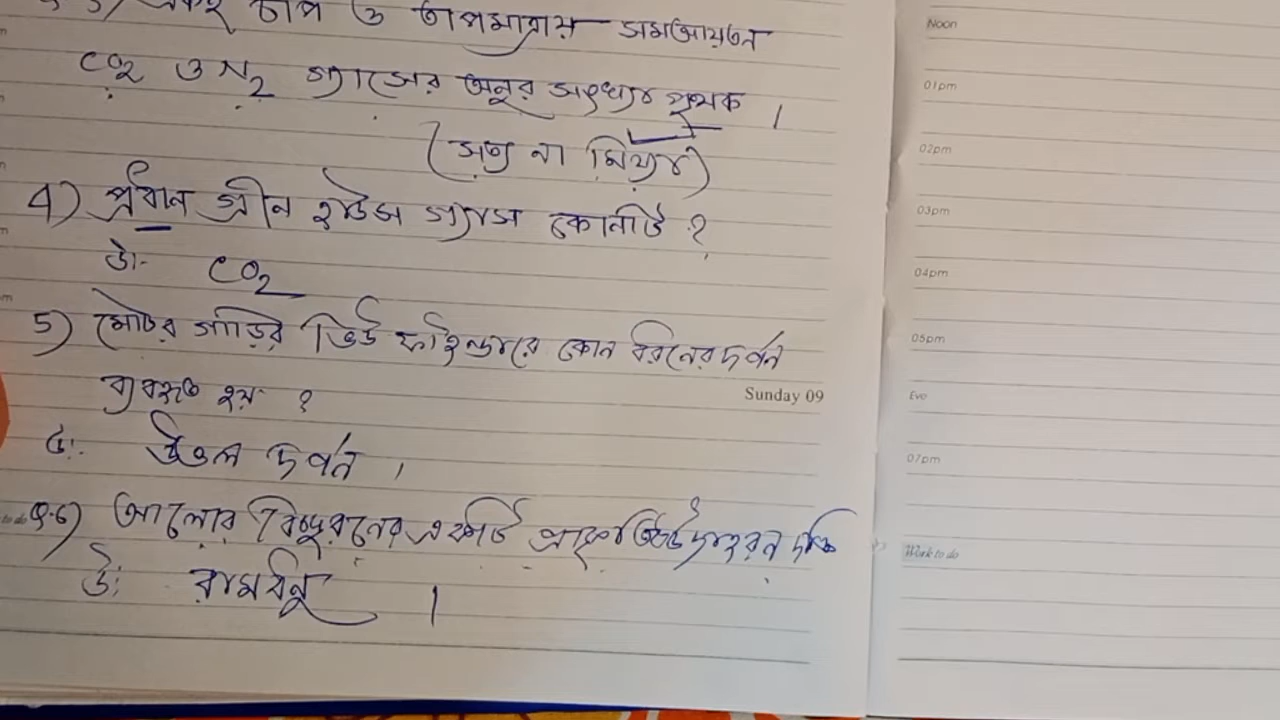 3) একই চাপ ও তাপমাত্রায় সমআয়তন
CO2 ও N2 গ্যাসের অনুর সংখ্যা পৃথক ।
(সত্য না মিথ্যা)
4) প্রধান গ্রীন হাউস গ্যাস কোনটি ?
উঃ- CO2
5) মোটর গাড়ির ভিউ ফাইন্ডারে কোন ধরনের দর্পন
ব্যবহৃত হয় ?
উঃ. উত্তল দর্পন ।
Q.6) আলোর বিচ্ছুরনের একটি প্রাকৃতিক উদাহরন দাও
উঃ রামধনু ।
Noon
01pm
02pm
03pm
04pm
05pm
Sunday 09
Eve
07pm
Work to do